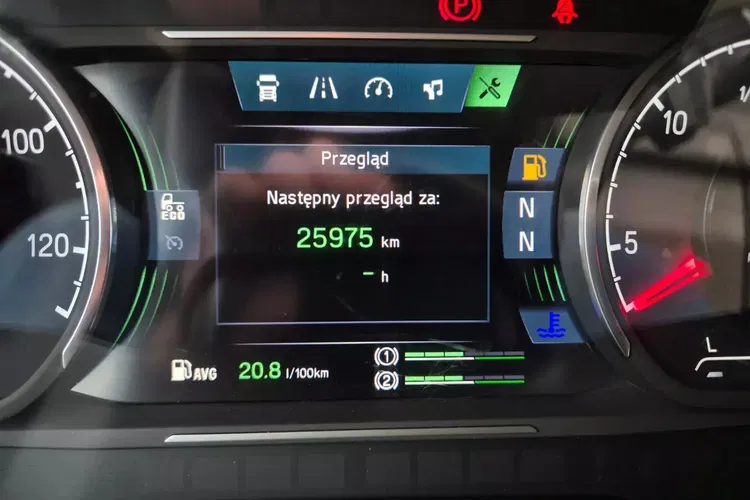 P
Przegląd
Następny przegląd za:
25975 km
- h
100
120
ECO
N
N
10
5
L
AVG 20.8 l/100km
1
2